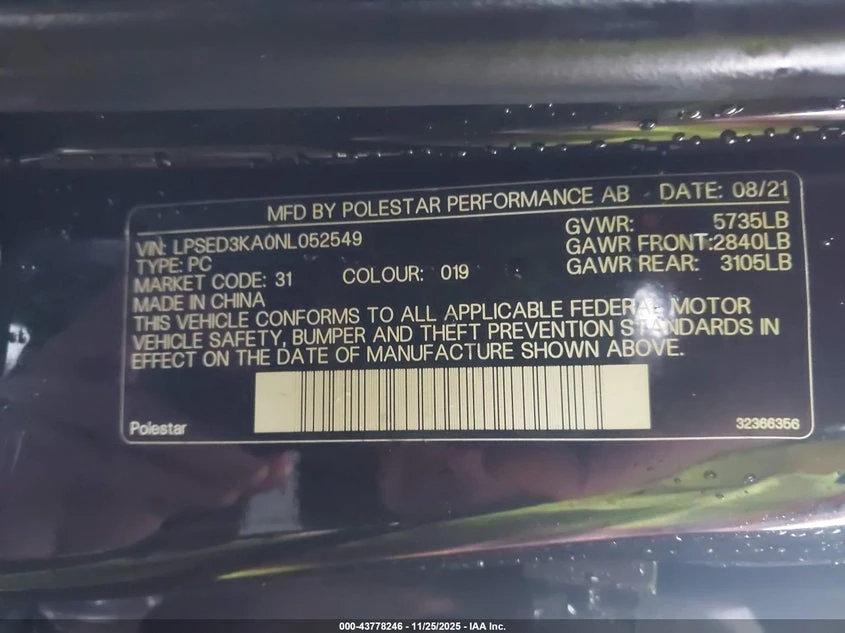 MFD BY POLESTAR PERFORMANCE AB DATE: 08/21
VIN: LPSED3KA0NL052549 GVWR: 5735LB
TYPE: PC GAWR FRONT:2840LB
MARKET CODE: 31 COLOUR: 019 GAWR REAR: 3105LB
MADE IN CHINA
THIS VEHICLE CONFORMS TO ALL APPLICABLE FEDERAL MOTOR
VEHICLE SAFETY, BUMPER AND THEFT PREVENTION STANDARDS IN
EFFECT ON THE DATE OF MANUFACTURE SHOWN ABOVE.
Polestar 32366356
000-43778246 - 11/25/2025 - IAA Inc.